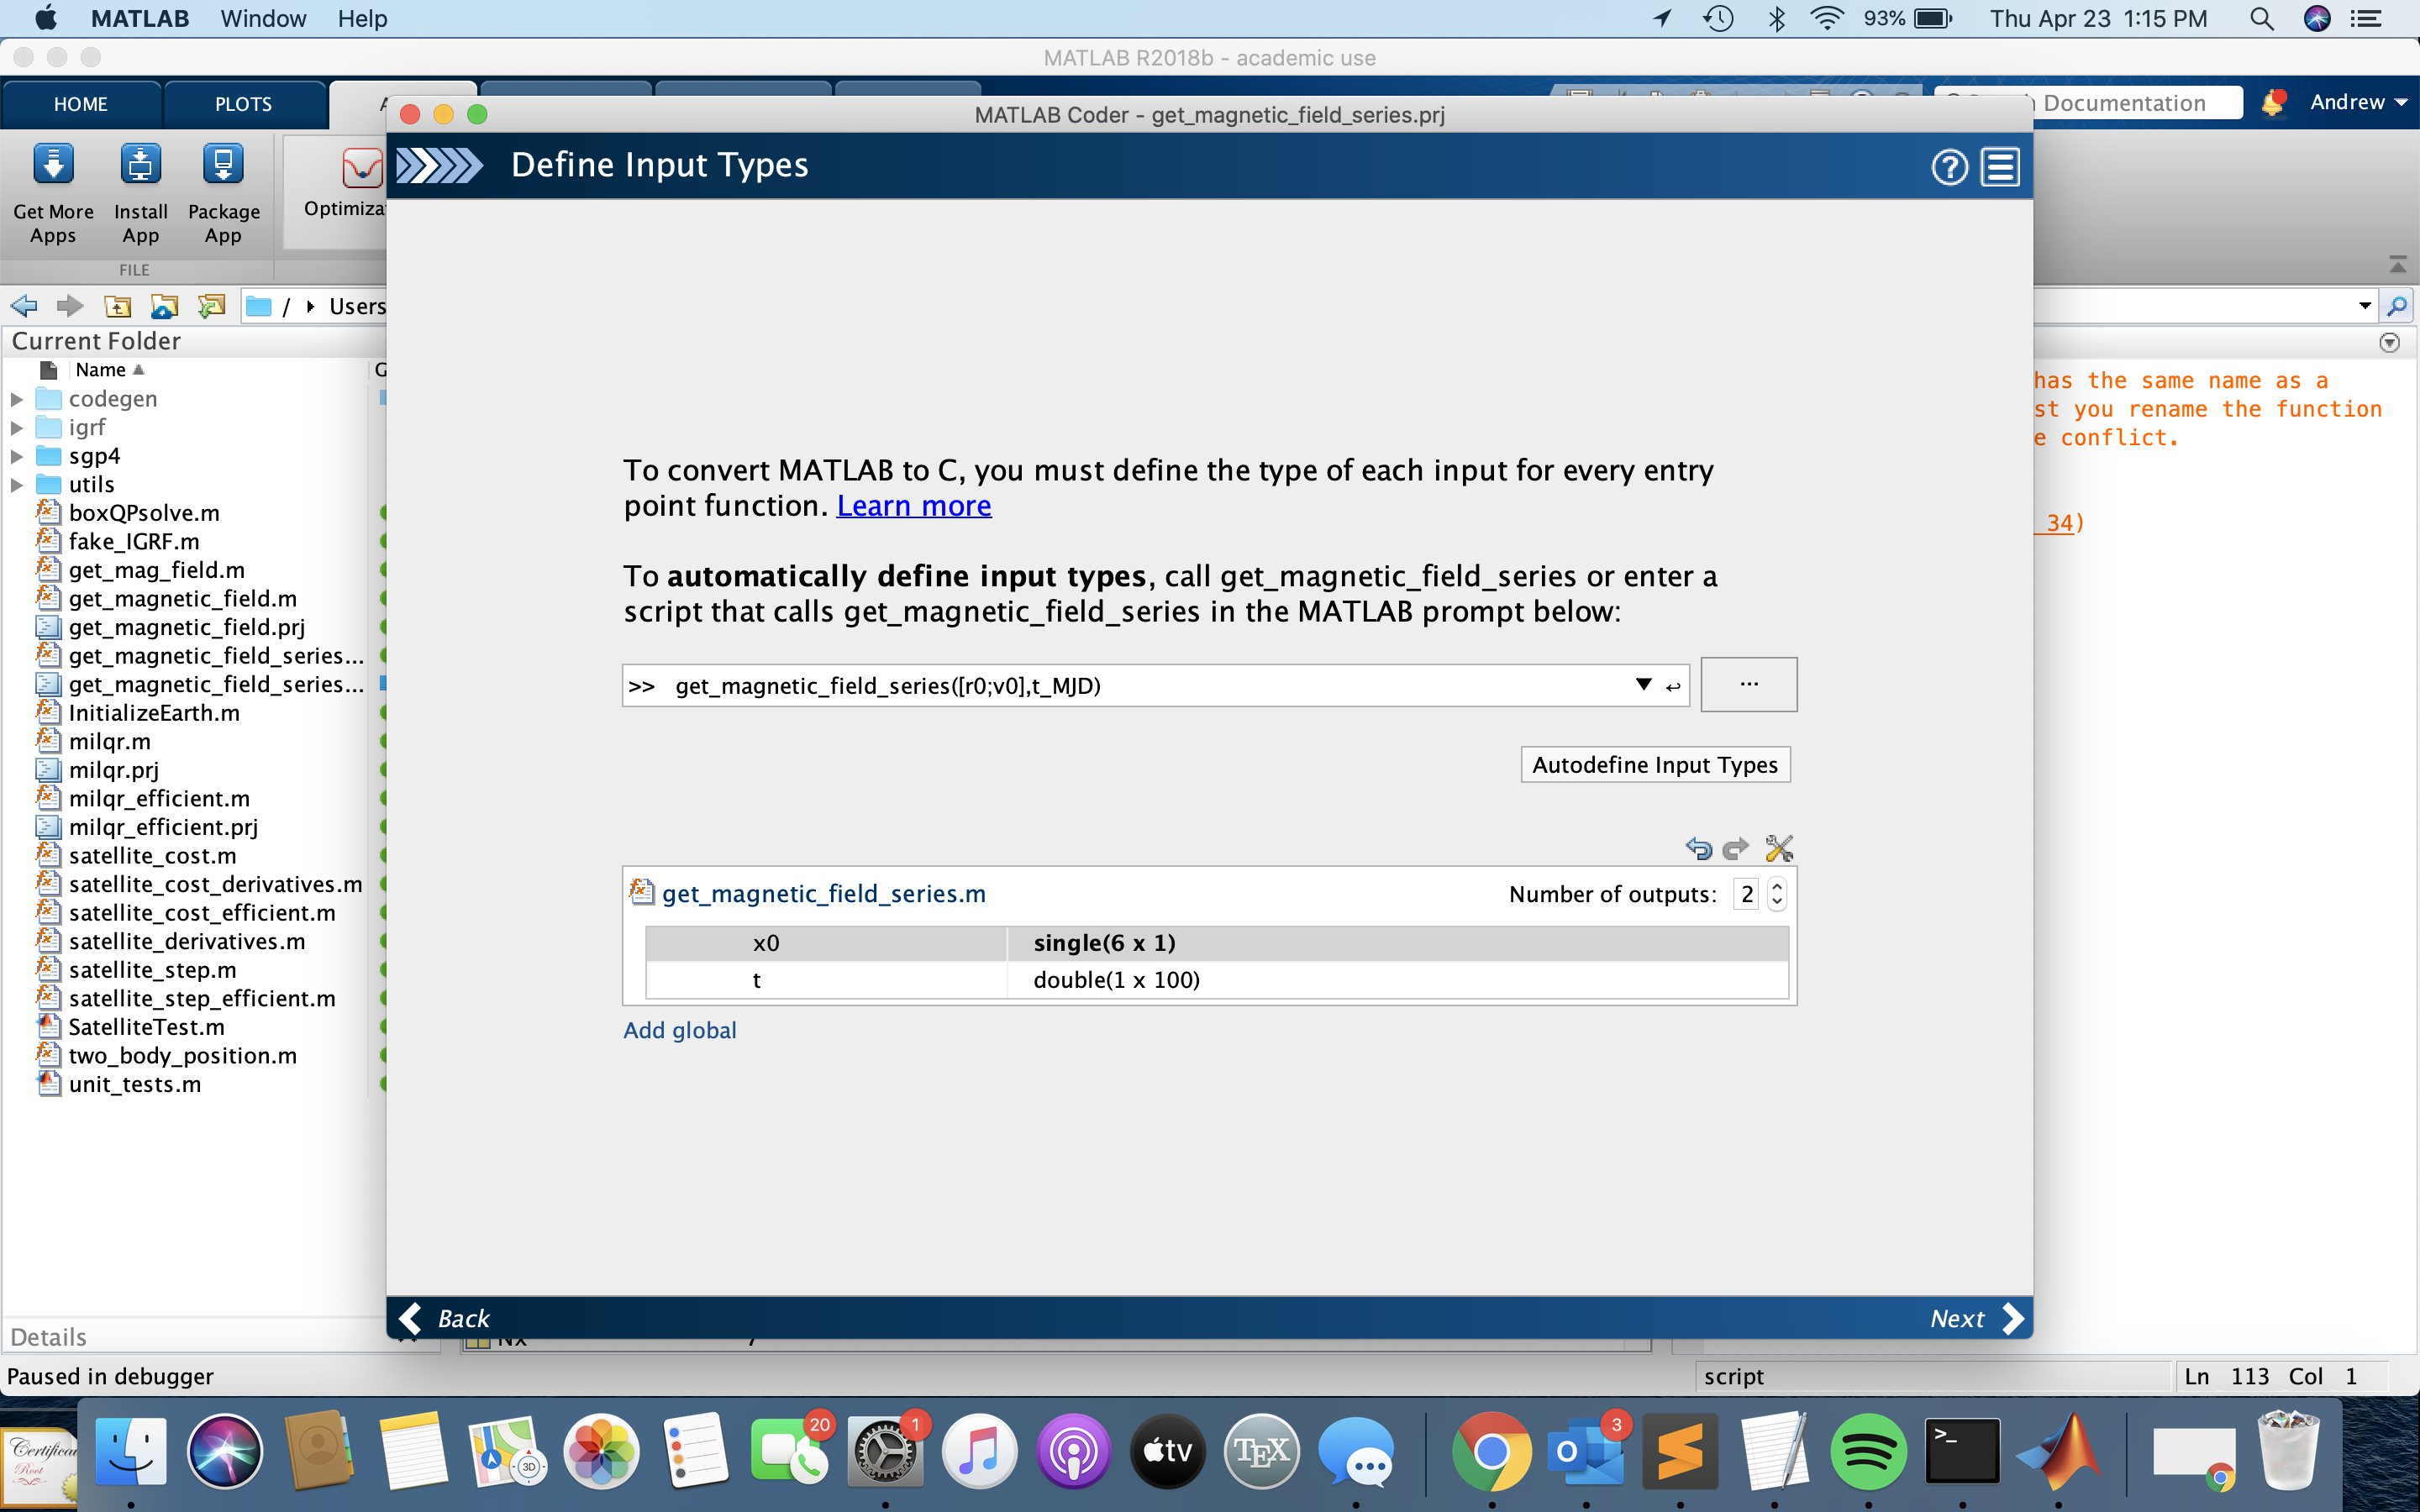 MATLAB Window Help 93% Thu Apr 23 1:15 PM
MATLAB R2018b - academic use
HOME PLOTS
Documentation Andrew
MATLAB Coder - get_magnetic_field_series.prj
Define Input Types
Get More Apps
Install App
Package App
Optimiza
FILE
/ Users
Current Folder
Name
codegen
igrf
sgp4
utils
boxQPsolve.m
fake_IGRF.m
get_mag_field.m
get_magnetic_field.m
get_magnetic_field.prj
get_magnetic_field_series...
get_magnetic_field_series...
InitializeEarth.m
milqr.m
milqr.prj
milqr_efficient.m
milqr_efficient.prj
satellite_cost.m
satellite_cost_derivatives.m
satellite_cost_efficient.m
satellite_derivatives.m
satellite_step.m
satellite_step_efficient.m
SatelliteTest.m
two_body_position.m
unit_tests.m
Details
Paused in debugger
To convert MATLAB to C, you must define the type of each input for every entry
point function. Learn more
To automatically define input types, call get_magnetic_field_series or enter a
script that calls get_magnetic_field_series in the MATLAB prompt below:
>> get_magnetic_field_series([r0;v0],t_MJD)
...
Autodefine Input Types
get_magnetic_field_series.m Number of outputs: 2
x0 single(6 x 1)
t double(1 x 100)
Add global
Back Next
has the same name as a
st you rename the function
e conflict.
_34)
Nx
script Ln 113 Col 1
20
1
3
3D
tv
TEX
>_